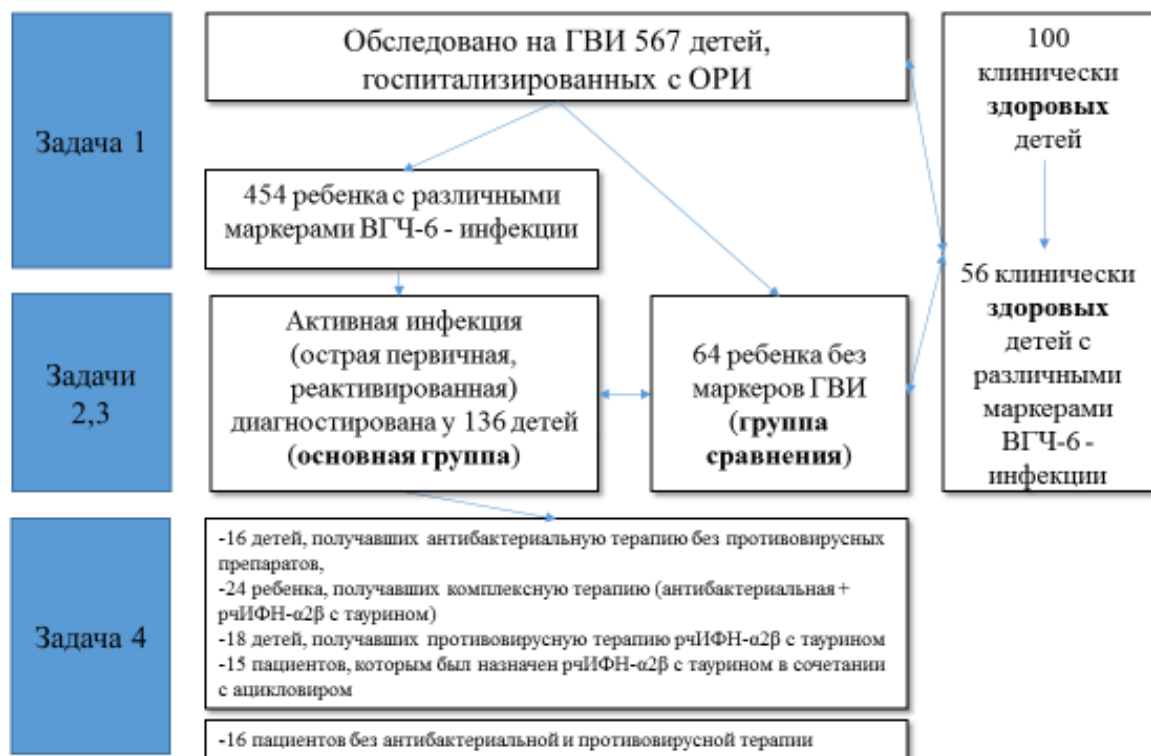 Задача 1
Обследовано на ГВИ 567 детей,
госпитализированных с ОРИ
100
клинически
здоровых
детей
454 ребенка с различными
маркерами ВГЧ-6 - инфекции
56 клинически
здоровых
детей с
различными
маркерами
ВГЧ-6 -
инфекции
Задачи
2,3
Активная инфекция
(острая первичная,
реактивированная)
диагностирована у 136 детей
(основная группа)
64 ребенка без
маркеров ГВИ
(группа
сравнения)
Задача 4
-16 детей, получавших антибактериальную терапию без противовирусных
препаратов,
-24 ребенка, получавших комплексную терапию (антибактериальная +
рчИФН-α2β с таурином)
-18 детей, получавших противовирусную терапию рчИФН-α2β с таурином
-15 пациентов, которым был назначен рчИФН-α2β с таурином в сочетании
с ацикловиром
-16 пациентов без антибактериальной и противовирусной терапии